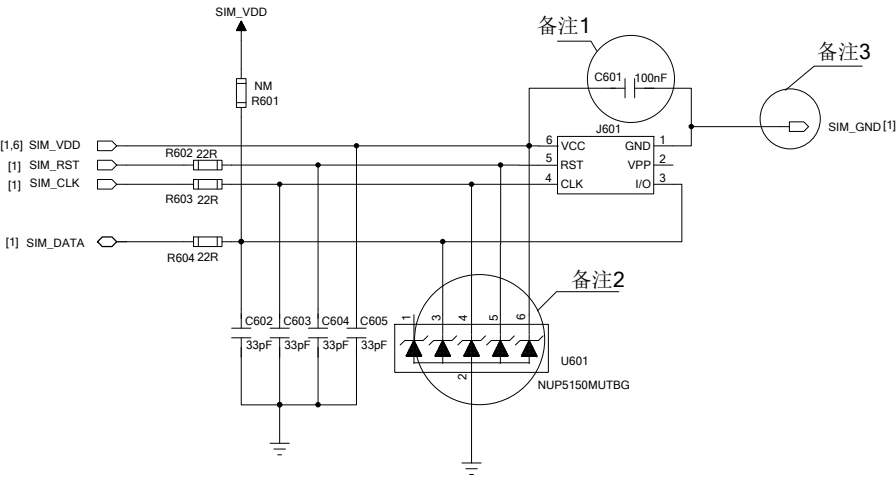 SIM_VDD
备注1
备注3
NM
R601
C601 100nF
J601
SIM_GND [1]
[1,6] SIM_VDD
6 VCC GND 1
R602 22R
[1] SIM_RST
5 RST VPP 2
[1] SIM_CLK
4 CLK I/O 3
R603 22R
[1] SIM_DATA
R604 22R
备注2
1 3 4 5 6
C602 C603 C604 C605
33pF 33pF 33pF 33pF
U601
2
NUP5150MUTBG